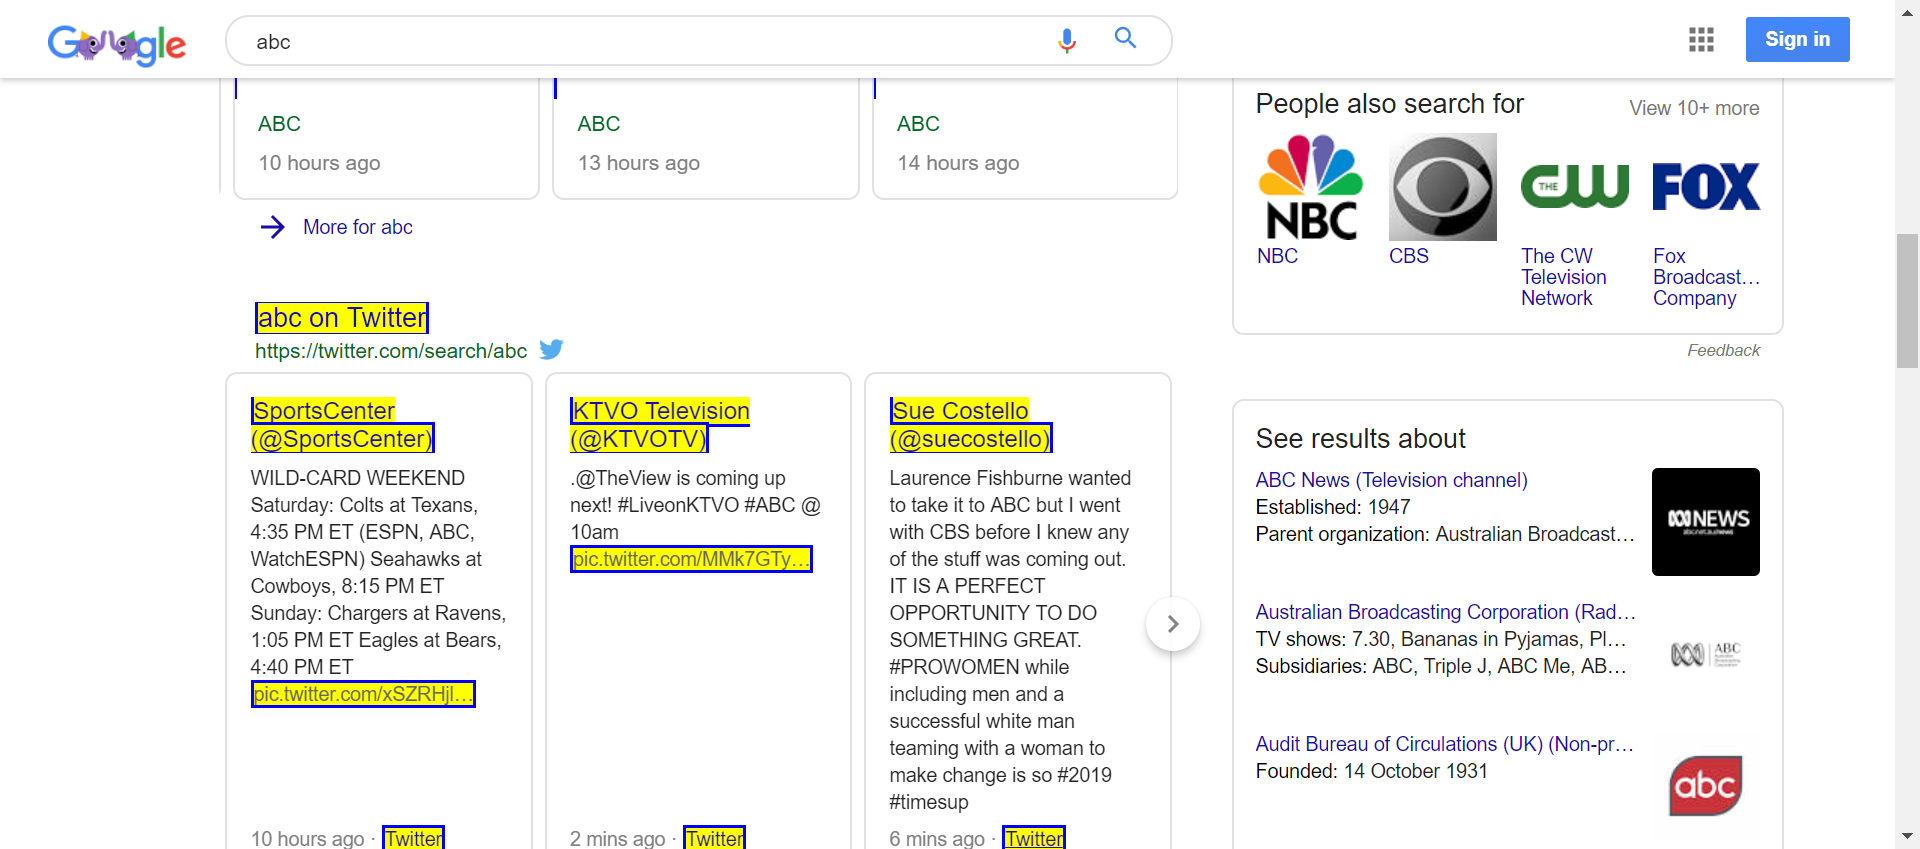 Google
abc
Sign in
ABC
10 hours ago
ABC
13 hours ago
ABC
14 hours ago
More for abc
abc on Twitter
https://twitter.com/search/abc
SportsCenter
(@SportsCenter)
WILD-CARD WEEKEND
Saturday: Colts at Texans,
4:35 PM ET (ESPN, ABC,
WatchESPN) Seahawks at
Cowboys, 8:15 PM ET
Sunday: Chargers at Ravens,
1:05 PM ET Eagles at Bears,
4:40 PM ET
pic.twitter.com/xSZRHjl…
10 hours ago · Twitter
KTVO Television
(@KTVOTV)
.@TheView is coming up
next! #LiveonKTVO #ABC @
10am
pic.twitter.com/MMk7GTy…
2 mins ago · Twitter
Sue Costello
(@suecostello)
Laurence Fishburne wanted
to take it to ABC but I went
with CBS before I knew any
of the stuff was coming out.
IT IS A PERFECT
OPPORTUNITY TO DO
SOMETHING GREAT.
#PROWOMEN while
including men and a
successful white man
teaming with a woman to
make change is so #2019
#timesup
6 mins ago · Twitter
People also search for
View 10+ more
NBC
NBC
CBS
THE CW
The CW
Television
Network
FOX
Fox
Broadcast…
Company
Feedback
See results about
ABC News (Television channel)
Established: 1947
Parent organization: Australian Broadcast…
NEWS
Australian Broadcasting Corporation (Rad…
TV shows: 7.30, Bananas in Pyjamas, Pl…
Subsidiaries: ABC, Triple J, ABC Me, AB…
ABC
Audit Bureau of Circulations (UK) (Non-pr…
Founded: 14 October 1931
abc